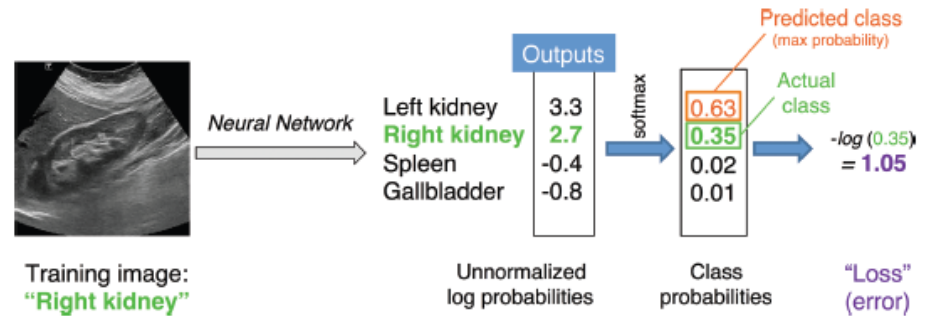 Predicted class
(max probability)
Outputs
Actual
class
softmax
Neural Network
Left kidney 3.3 0.63
Right kidney 2.7 0.35
Spleen -0.4 0.02
Gallbladder -0.8 0.01
-log (0.35)
= 1.05
Training image:
“Right kidney”
Unnormalized
log probabilities
Class
probabilities
“Loss”
(error)